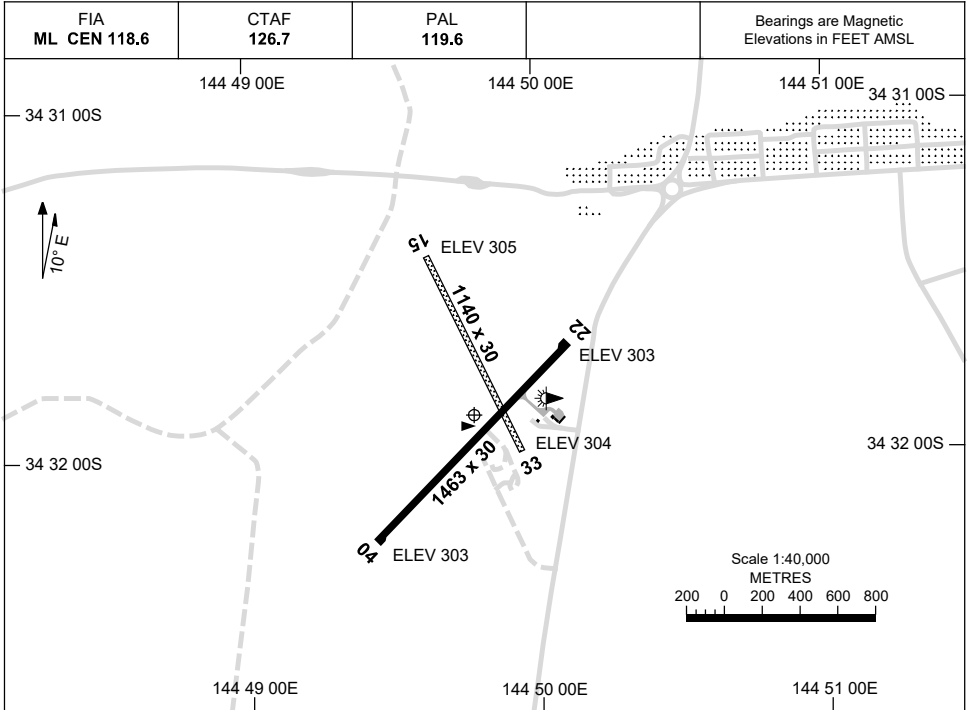 FIA
ML CEN 118.6
CTAF
126.7
PAL
119.6
Bearings are Magnetic
Elevations in FEET AMSL
144 49 00E
144 50 00E
144 51 00E
34 31 00S
34 31 00S
10° E
15
ELEV 305
1140 x 30
22
ELEV 303
ELEV 304
34 32 00S
34 32 00S
33
1463 x 30
04
ELEV 303
Scale 1:40,000
METRES
200 0 200 400 600 800
144 49 00E
144 50 00E
144 51 00E